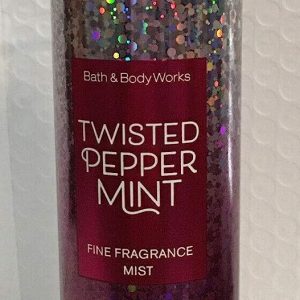 Bath & Body Works
TWISTED
PEPPER
MINT
FINE FRAGRANCE
MIST